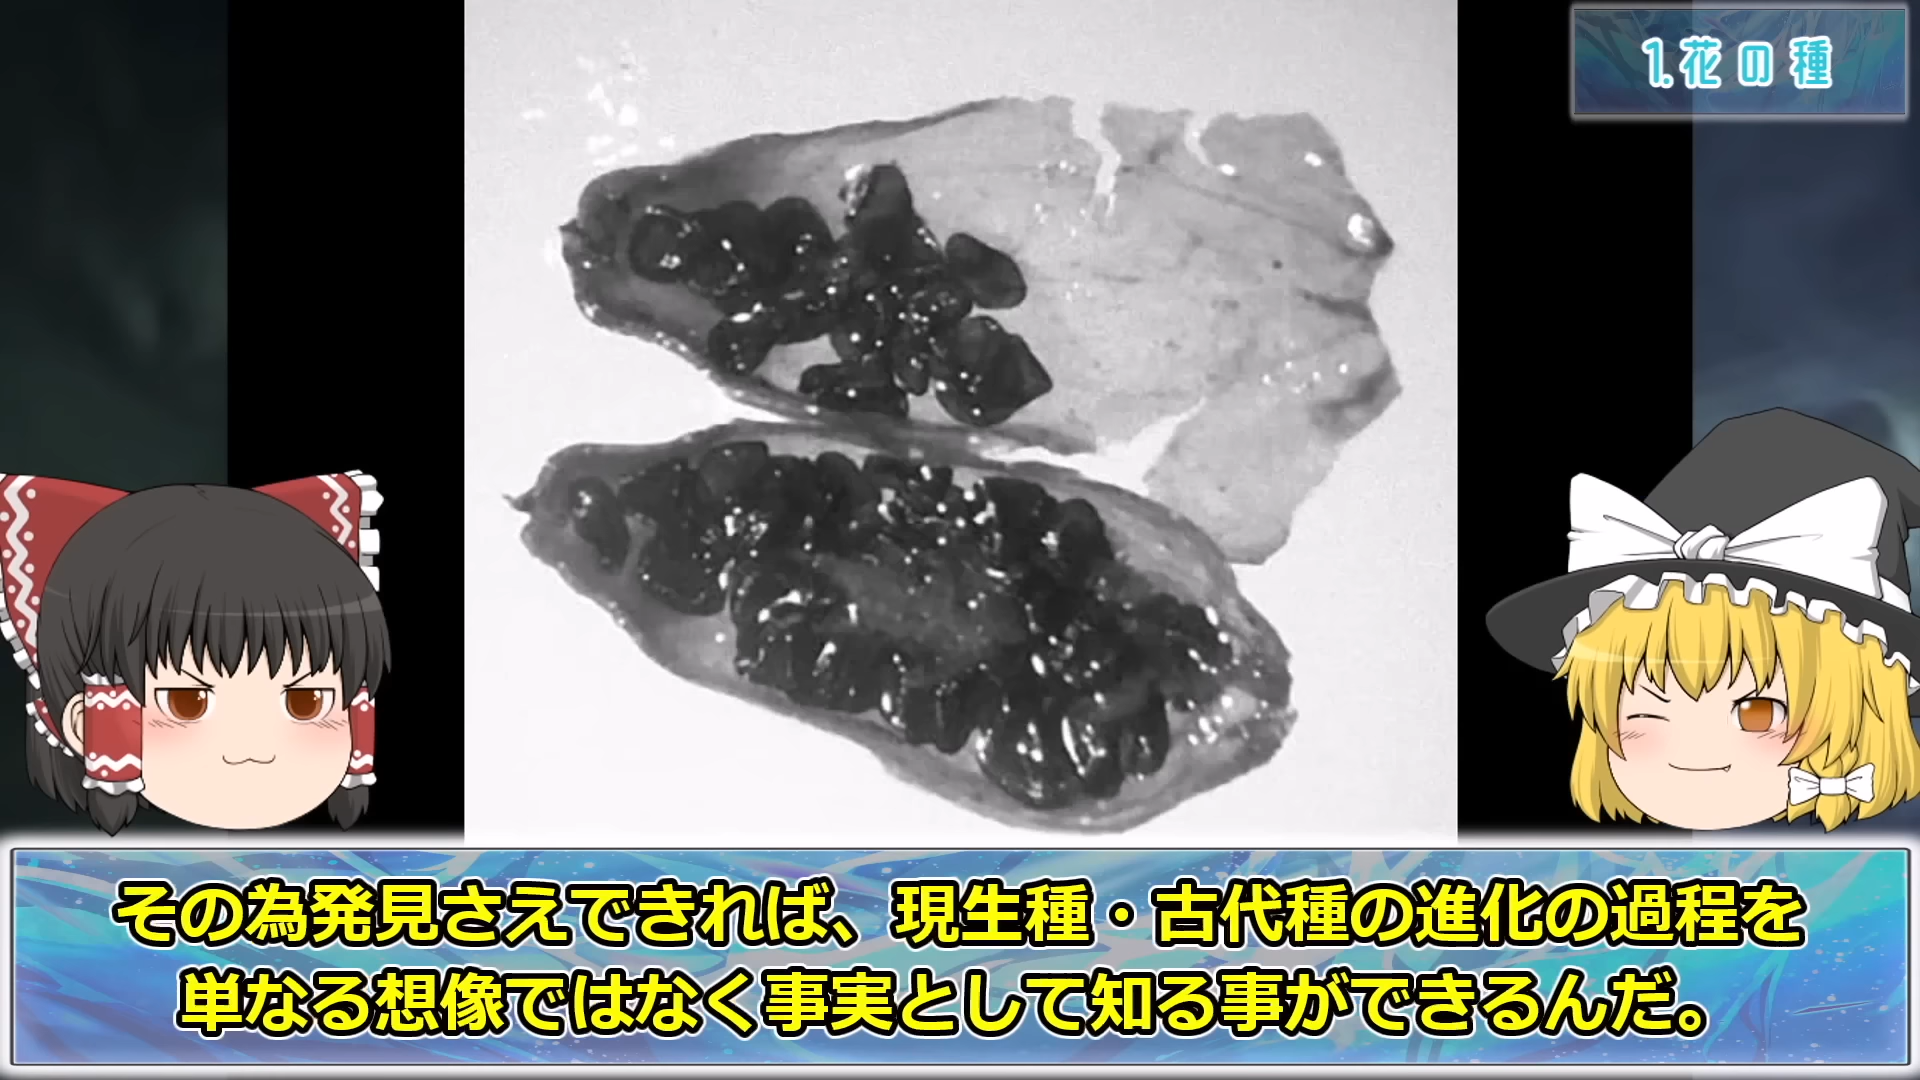 1.花の種
その為発見さえできれば、現生種・古代種の進化の過程を
単なる想像ではなく事実として知る事ができるんだ。